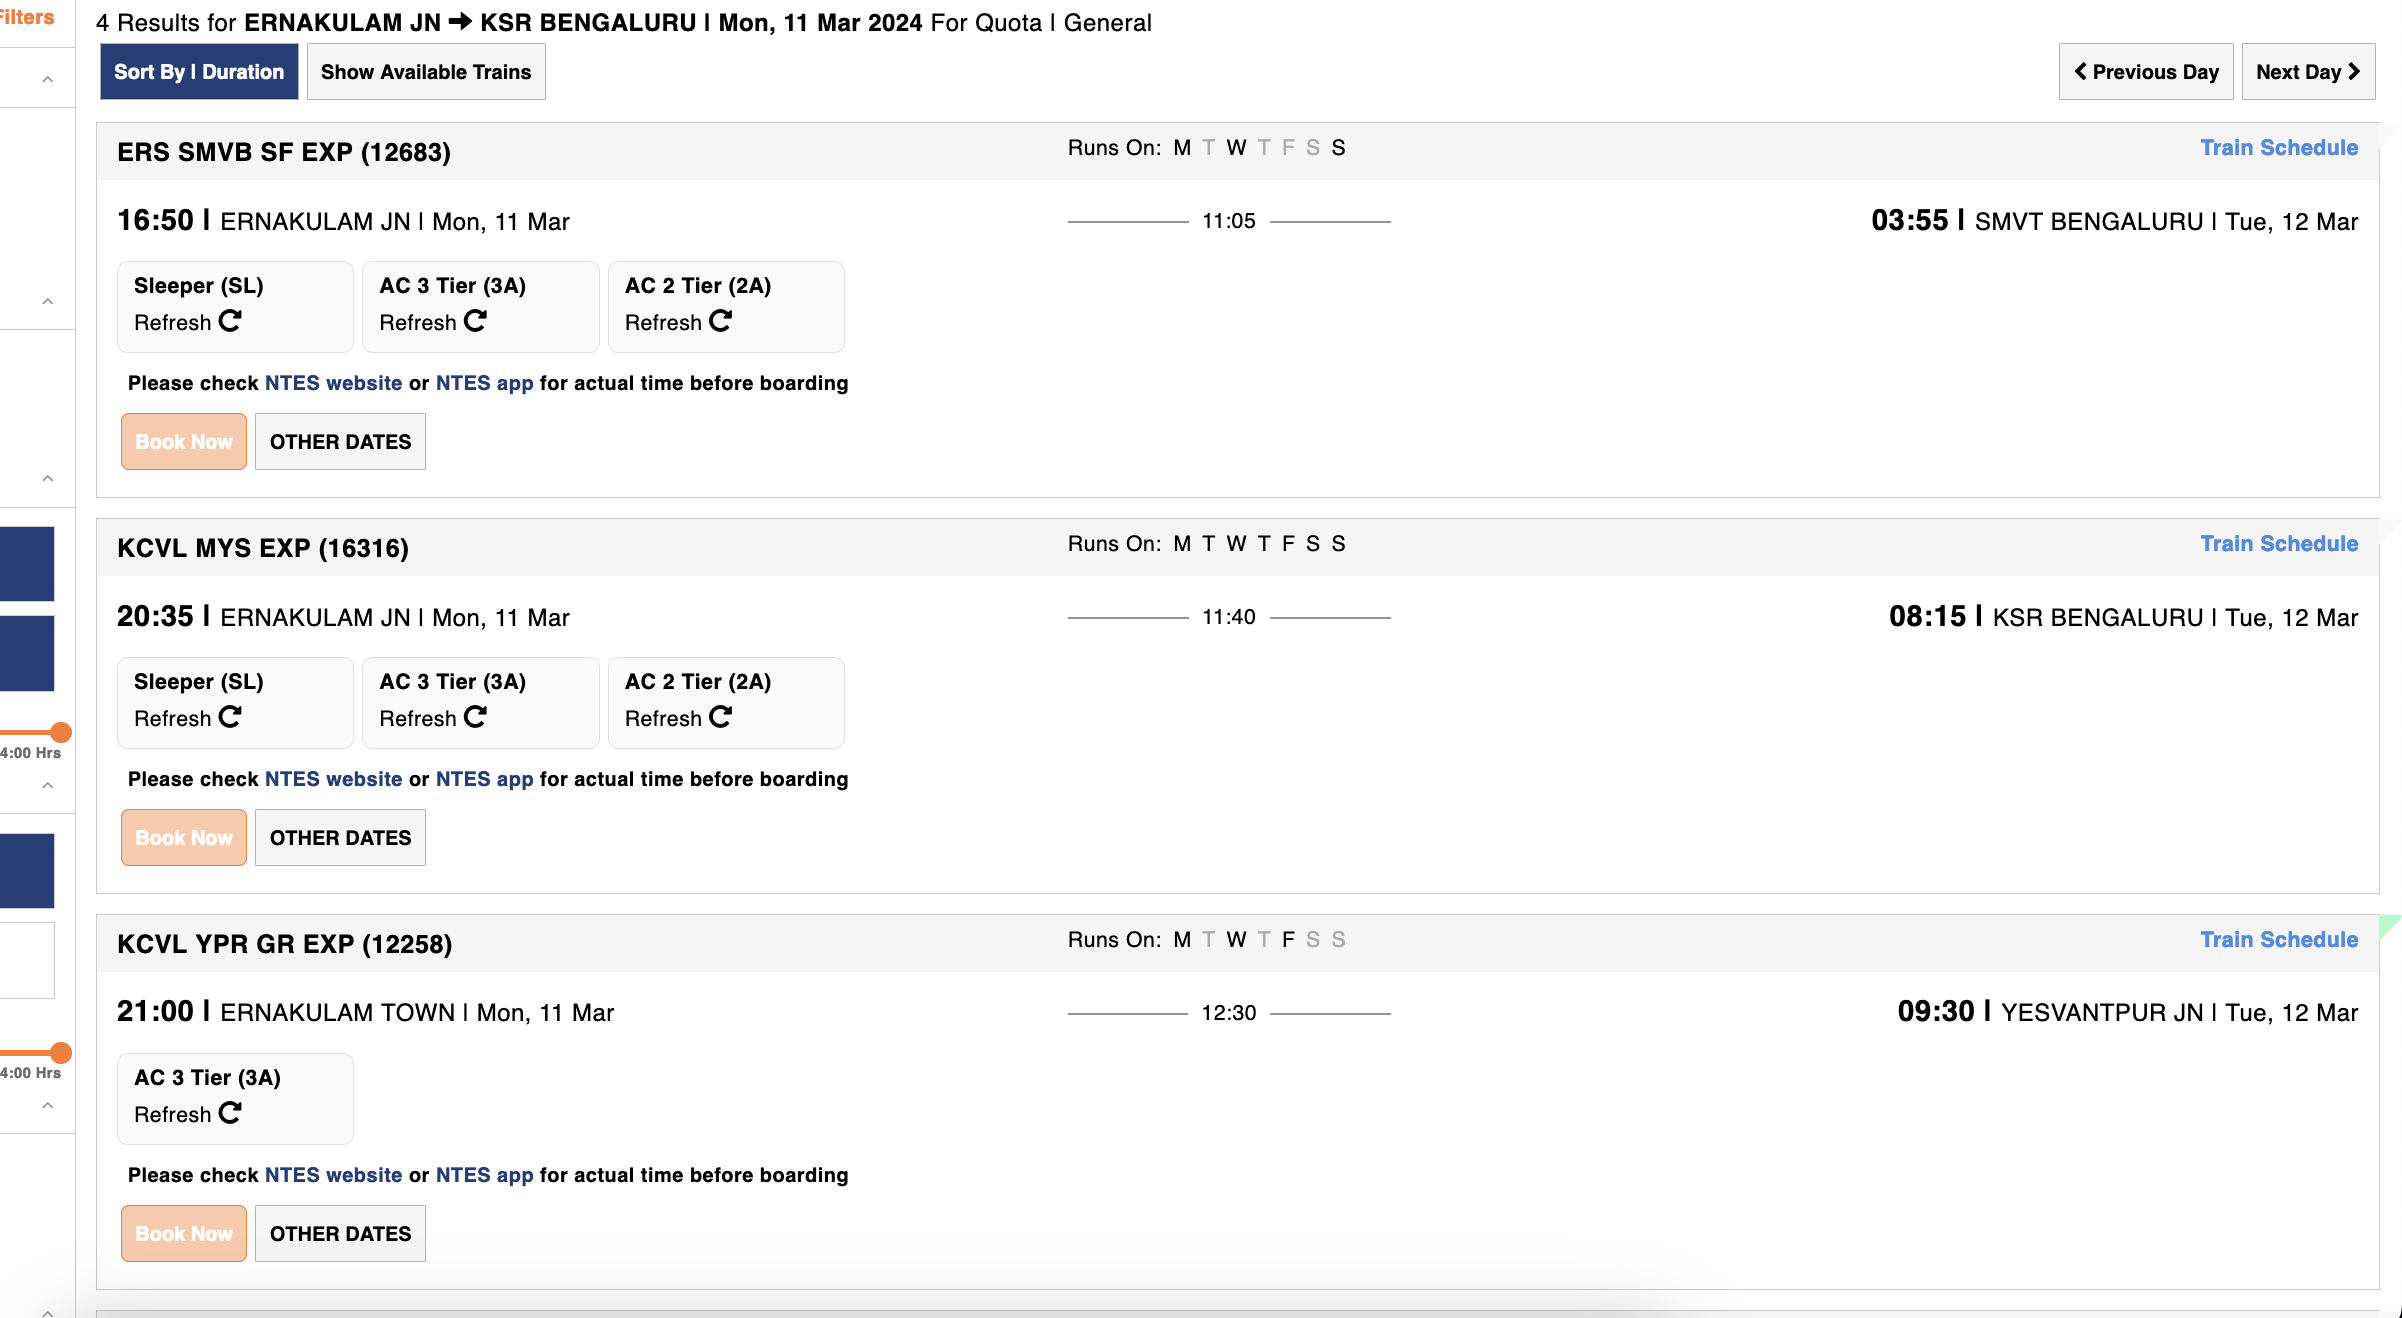 Filters
4 Results for ERNAKULAM JN → KSR BENGALURU | Mon, 11 Mar 2024 For Quota | General
Sort By | Duration Show Available Trains Previous Day Next Day
ERS SMVB SF EXP (12683) Runs On: M T W T F S S Train Schedule
16:50 | ERNAKULAM JN | Mon, 11 Mar 11:05 03:55 | SMVT BENGALURU | Tue, 12 Mar
Sleeper (SL) AC 3 Tier (3A) AC 2 Tier (2A)
Refresh Refresh Refresh
Please check NTES website or NTES app for actual time before boarding
Book Now OTHER DATES
KCVL MYS EXP (16316) Runs On: M T W T F S S Train Schedule
20:35 | ERNAKULAM JN | Mon, 11 Mar 11:40 08:15 | KSR BENGALURU | Tue, 12 Mar
Sleeper (SL) AC 3 Tier (3A) AC 2 Tier (2A)
Refresh Refresh Refresh
4:00 Hrs
Please check NTES website or NTES app for actual time before boarding
Book Now OTHER DATES
KCVL YPR GR EXP (12258) Runs On: M T W T F S S Train Schedule
21:00 | ERNAKULAM TOWN | Mon, 11 Mar 12:30 09:30 | YESVANTPUR JN | Tue, 12 Mar
4:00 Hrs
AC 3 Tier (3A)
Refresh
Please check NTES website or NTES app for actual time before boarding
Book Now OTHER DATES